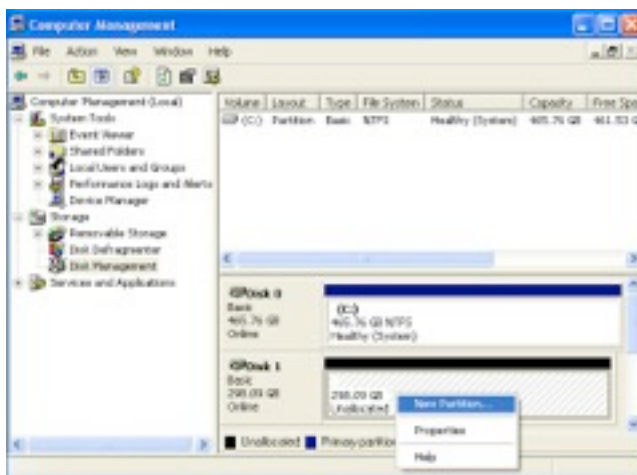 Computer Management
File Action View Window Help
Computer Management (Local)
System Tools
Event Viewer
Shared Folders
Local Users and Groups
Performance Logs and Alerts
Device Manager
Storage
Removable Storage
Disk Defragmenter
Disk Management
Services and Applications
Volume Layout Type File System Status Capacity Free Spa
(C:) Partition Basic NTFS Healthy (System) 465.76 GB 461.53 G
Disk 0
Basic
465.76 GB
Online
(C:)
465.76 GB NTFS
Healthy (System)
Disk 1
Basic
298.09 GB
Online
298.09 GB
Unallocated
New Partition...
Properties
Help
Unallocated Primary partitio